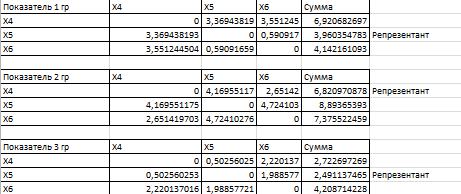 Показатель 1 гр X4 X5 X6 Сумма
X4 0 3,36943819 3,551245 6,920682697
X5 3,369438193 0 0,590917 3,960354783 Репрезентант
X6 3,551244504 0,59091659 0 4,142161093
Показатель 2 гр X4 X5 X6 Сумма
X4 0 4,16955117 2,65142 6,820970878 Репрезентант
X5 4,169551175 0 4,724103 8,89365393
X6 2,651419703 4,72410276 0 7,375522459
Показатель 3 гр X4 X5 X6 Сумма
X4 0 0,50256025 2,220137 2,722697269
X5 0,502560253 0 1,988577 2,491137465 Репрезентант
X6 2,220137016 1,98857721 0 4,208714228